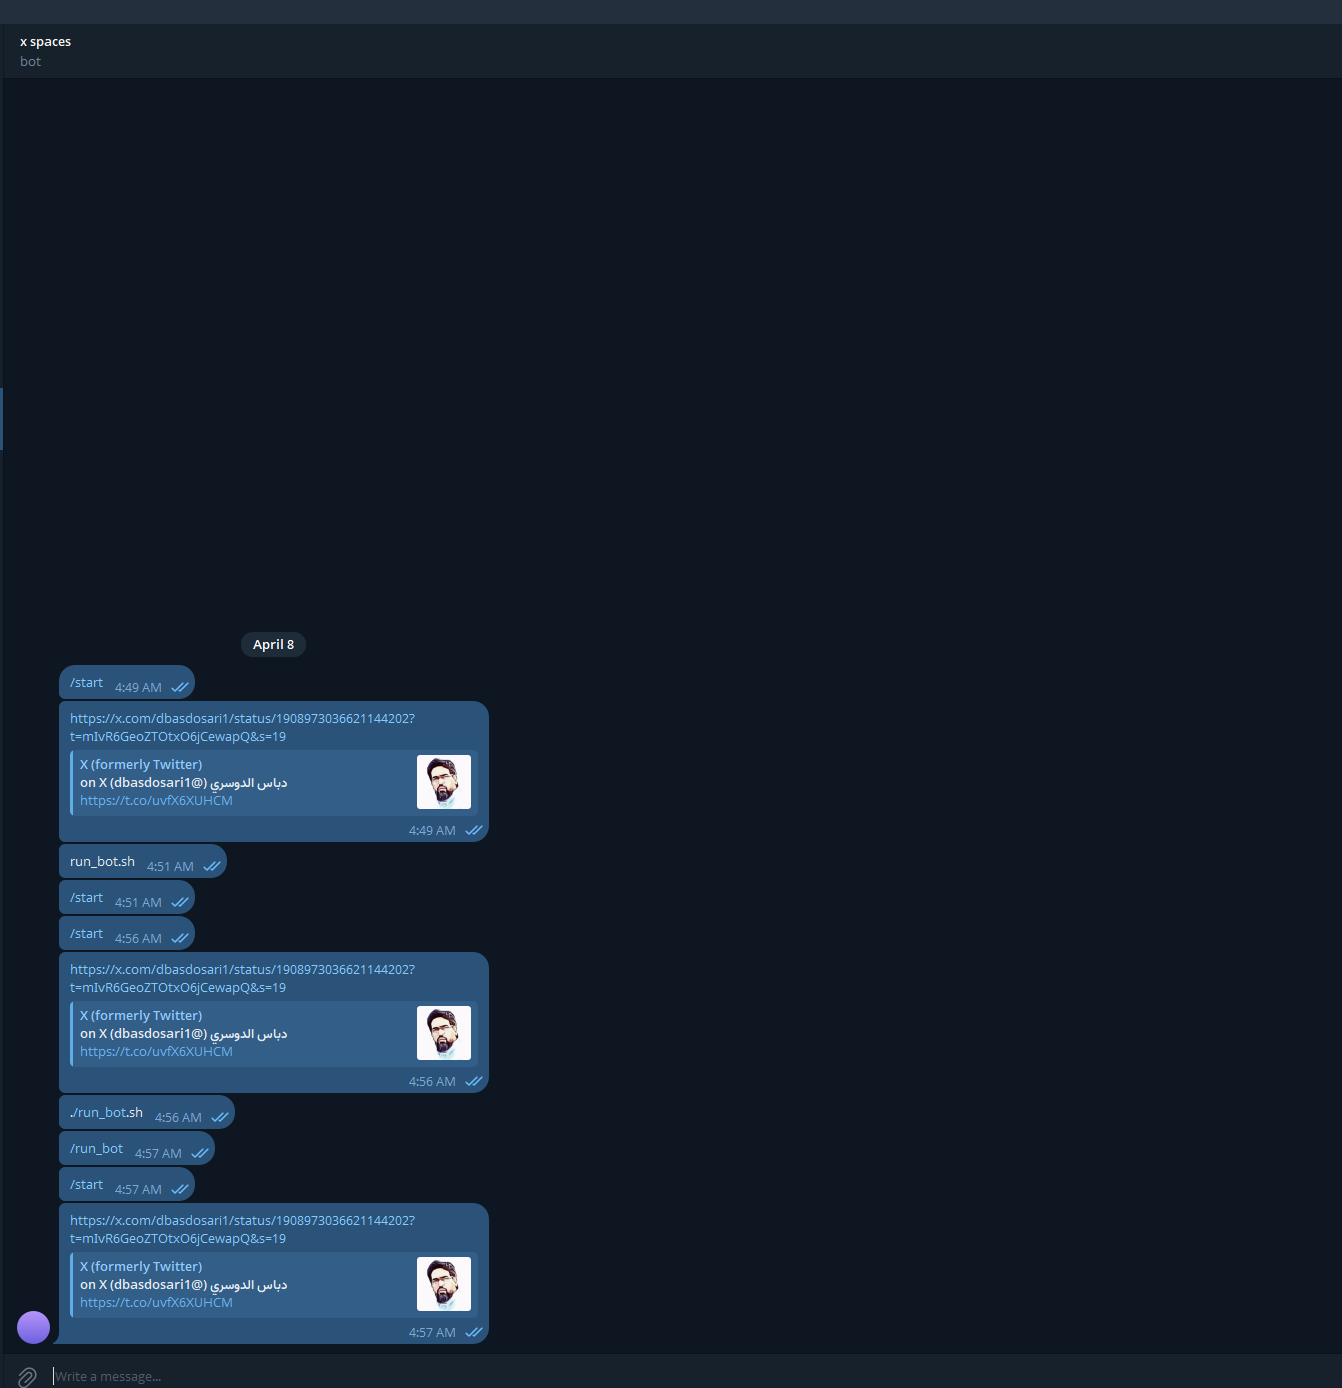 x spaces
bot
April 8
/start 4:49 AM
https://x.com/dbasdosari1/status/1908973036621144202?
t=mIvR6GeoZTOtxO6jCewapQ&s=19
X (formerly Twitter)
دباس الدوسري (@dbasdosari1) on X
https://t.co/uvfX6XUHCM
4:49 AM
run_bot.sh 4:51 AM
/start 4:51 AM
/start 4:56 AM
https://x.com/dbasdosari1/status/1908973036621144202?
t=mIvR6GeoZTOtxO6jCewapQ&s=19
X (formerly Twitter)
دباس الدوسري (@dbasdosari1) on X
https://t.co/uvfX6XUHCM
4:56 AM
./run_bot.sh 4:56 AM
/run_bot 4:57 AM
/start 4:57 AM
https://x.com/dbasdosari1/status/1908973036621144202?
t=mIvR6GeoZTOtxO6jCewapQ&s=19
X (formerly Twitter)
دباس الدوسري (@dbasdosari1) on X
https://t.co/uvfX6XUHCM
4:57 AM
Write a message...